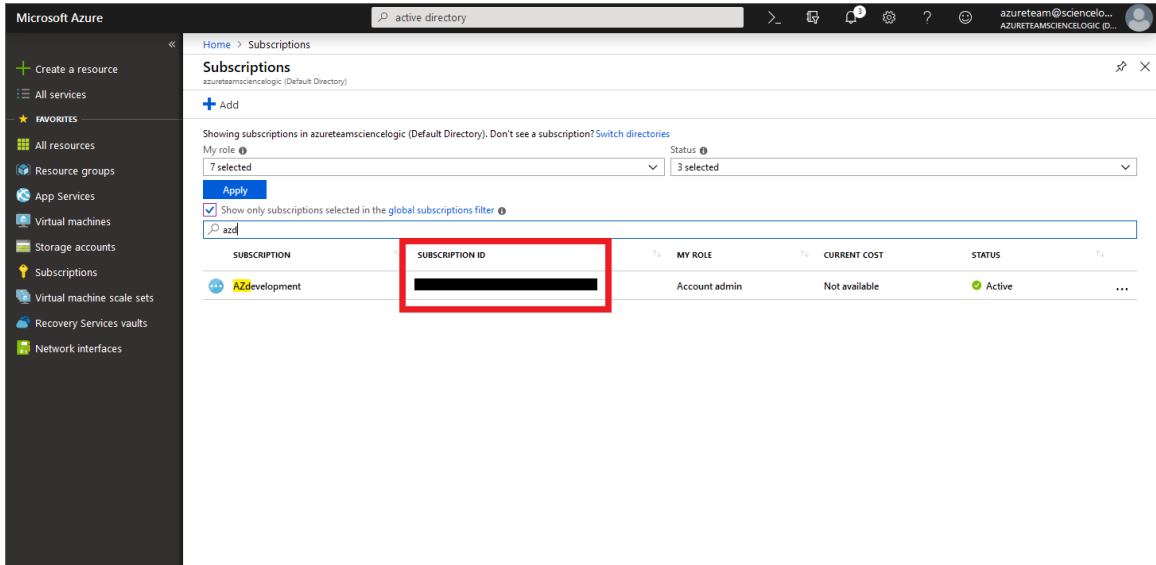 Microsoft Azure
active directory
3
azureteam@sciencelo...
AZURETEAMSCIENCELOGIC (D...
Create a resource
All services
FAVORITES
All resources
Resource groups
App Services
Virtual machines
Storage accounts
Subscriptions
Virtual machine scale sets
Recovery Services vaults
Network interfaces
Home > Subscriptions
Subscriptions
azureteamsciencelogic (Default Directory)
Add
Showing subscriptions in azureteamsciencelogic (Default Directory). Don't see a subscription? Switch directories
My role
Status
7 selected
3 selected
Apply
Show only subscriptions selected in the global subscriptions filter
azd
SUBSCRIPTION SUBSCRIPTION ID MY ROLE CURRENT COST STATUS
AZdevelopment Account admin Not available Active ...